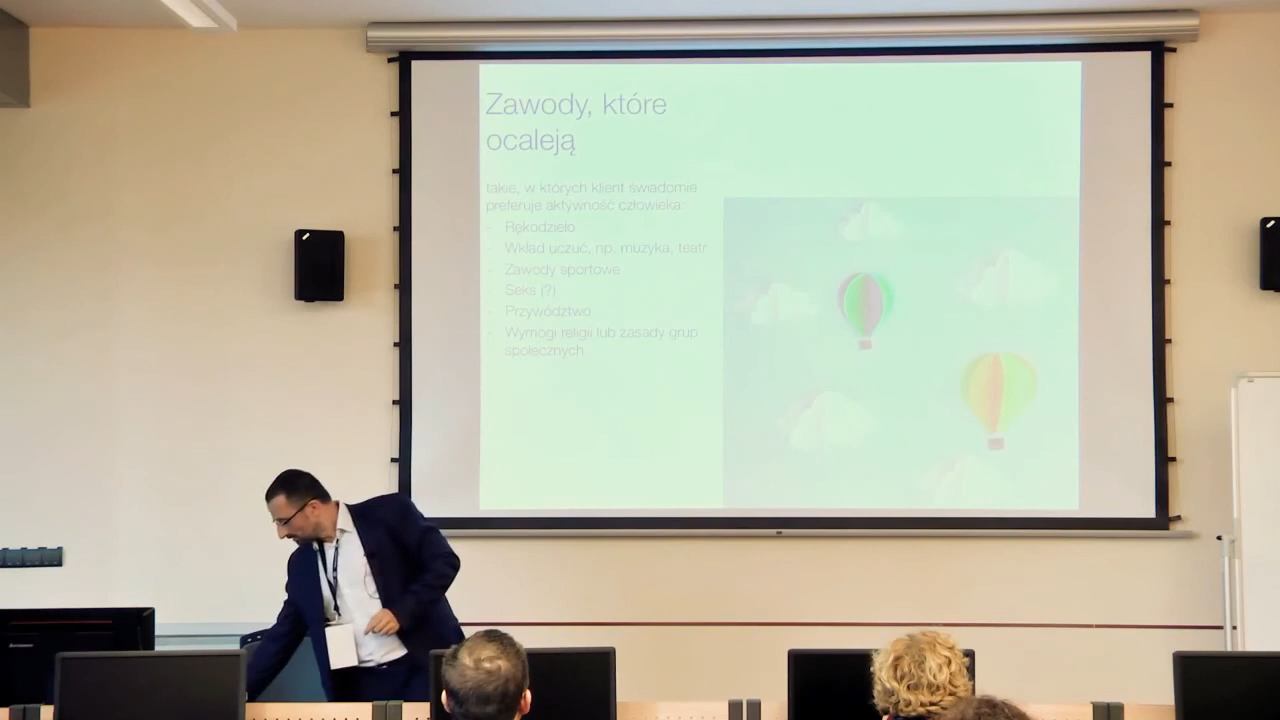 Zawody, które
ocaleją
takie, w których klient świadomie
preferuje aktywność człowieka:
- Rękodzieło
- Wkład uczuć, np. muzyka, teatr
- Zawody sportowe
- Seks (?)
- Przywództwo
- Wymogi religii lub zasady grup
społecznych